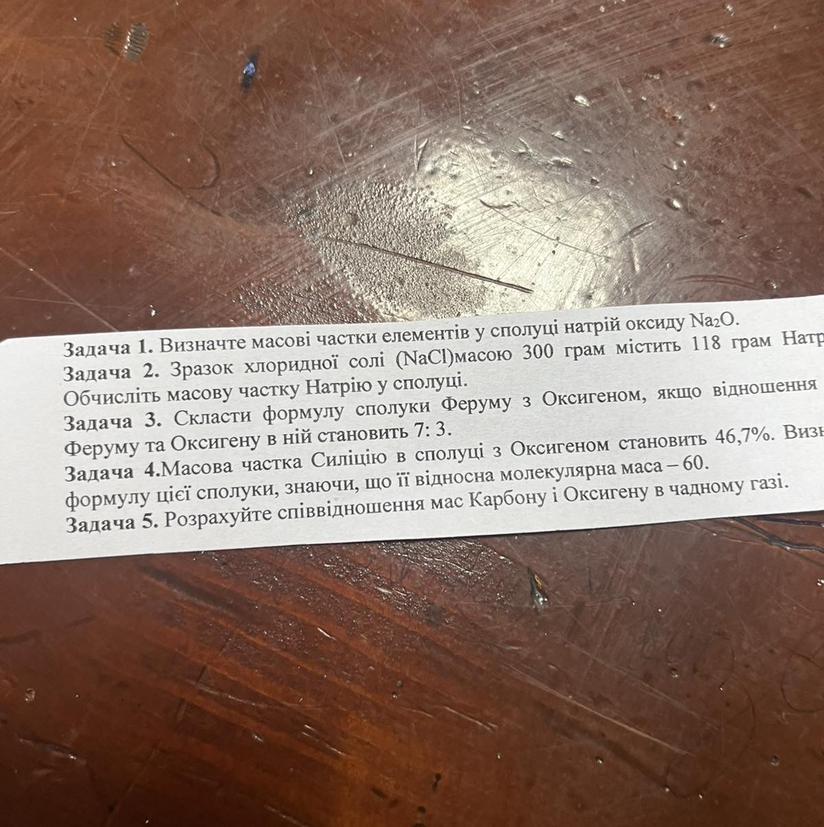 Задача 1. Визначте масові частки елементів у сполуці натрій оксиду Na₂O.
Задача 2. Зразок хлоридної солі (NaCl)масою 300 грам містить 118 грам Натр
Обчисліть масову частку Натрію у сполуці.
Задача 3. Скласти формулу сполуки Феруму з Оксигеном, якщо відношення
Феруму та Оксигену в ній становить 7: 3.
Задача 4.Масова частка Силіцію в сполуці з Оксигеном становить 46,7%. Визн
формулу цієї сполуки, знаючи, що її відносна молекулярна маса – 60.
Задача 5. Розрахуйте співвідношення мас Карбону і Оксигену в чадному газі.